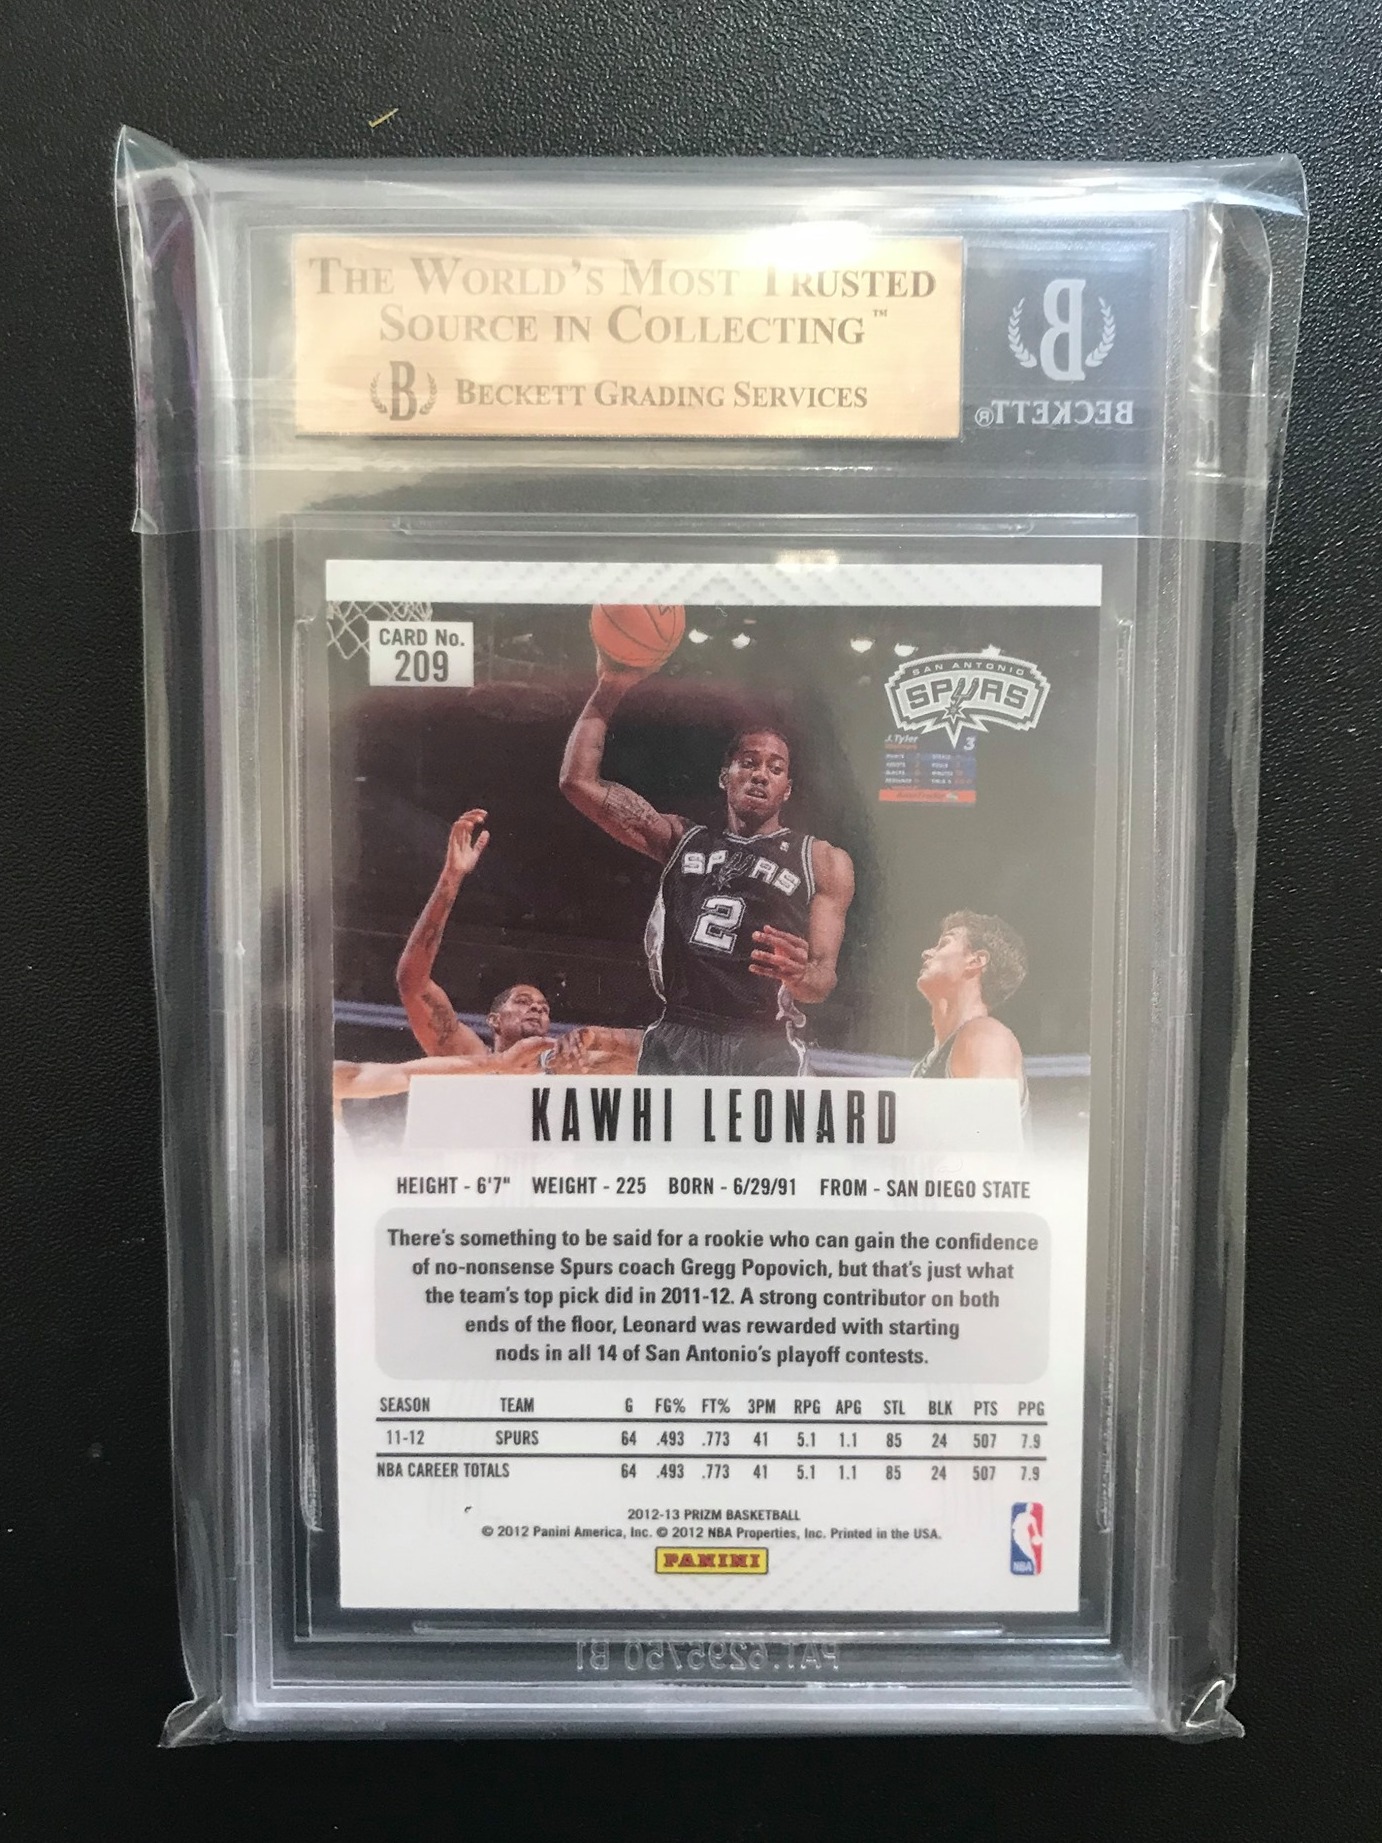 THE WORLD'S MOST TRUSTED
SOURCE IN COLLECTING™
B BECKETT GRADING SERVICES
B
BECKETT®
CARD No.
209
SAN ANTONIO
SPURS
J.Tyler
3
SPURS
2
KAWHI LEONARD
HEIGHT - 6'7" WEIGHT - 225 BORN - 6/29/91 FROM - SAN DIEGO STATE
There's something to be said for a rookie who can gain the confidence
of no-nonsense Spurs coach Gregg Popovich, but that's just what
the team's top pick did in 2011-12. A strong contributor on both
ends of the floor, Leonard was rewarded with starting
nods in all 14 of San Antonio's playoff contests.
SEASON TEAM G FG% FT% 3PM RPG APG STL BLK PTS PPG
11-12 SPURS 64 .493 .773 41 5.1 1.1 85 24 507 7.9
NBA CAREER TOTALS 64 .493 .773 41 5.1 1.1 85 24 507 7.9
2012-13 PRIZM BASKETBALL
© 2012 Panini America, Inc. © 2012 NBA Properties, Inc. Printed in the USA.
PANINI
NBA
PAT.6295750 B1